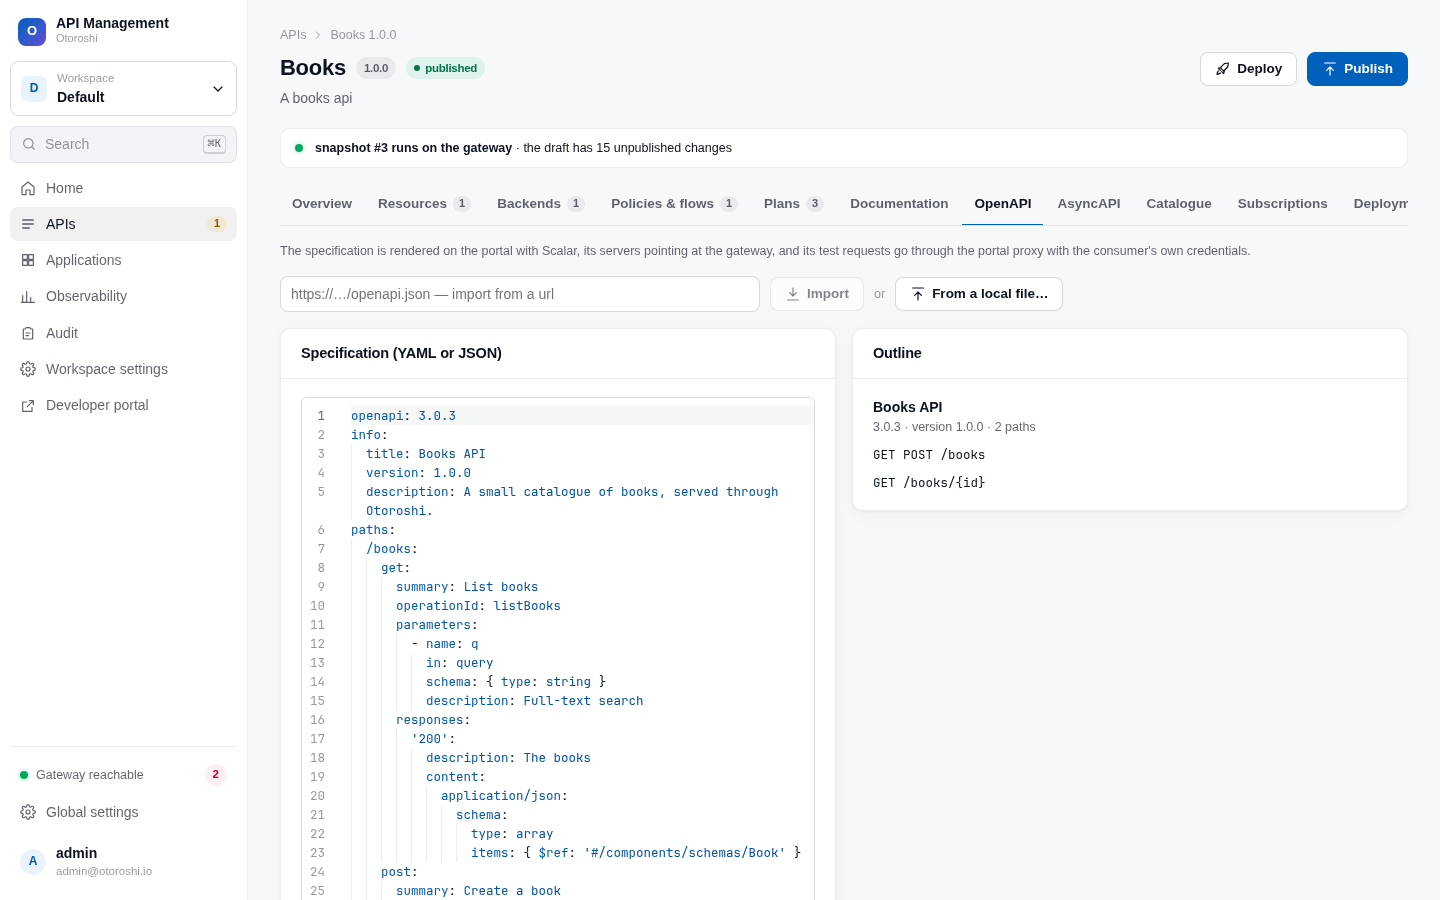 API Management
Otoroshi
Workspace
Default
Search
⌘K
Home
APIs 1
Applications
Observability
Audit
Workspace settings
Developer portal
Gateway reachable 2
Global settings
A
admin
admin@otoroshi.io
O
D
APIs > Books 1.0.0
Books 1.0.0 published
A books api
Deploy
Publish
snapshot #3 runs on the gateway · the draft has 15 unpublished changes
Overview Resources 1 Backends 1 Policies & flows 1 Plans 3 Documentation OpenAPI AsyncAPI Catalogue Subscriptions Deploym
The specification is rendered on the portal with Scalar, its servers pointing at the gateway, and its test requests go through the portal proxy with the consumer's own credentials.
https://…/openapi.json — import from a url
Import or From a local file…
Specification (YAML or JSON)
1 openapi: 3.0.3
2 info:
3 title: Books API
4 version: 1.0.0
5 description: A small catalogue of books, served through
Otoroshi.
6 paths:
7 /books:
8 get:
9 summary: List books
10 operationId: listBooks
11 parameters:
12 - name: q
13 in: query
14 schema: { type: string }
15 description: Full-text search
16 responses:
17 '200':
18 description: The books
19 content:
20 application/json:
21 schema:
22 type: array
23 items: { $ref: '#/components/schemas/Book' }
24 post:
25 summary: Create a book
Outline
Books API
3.0.3 · version 1.0.0 · 2 paths
GET POST /books
GET /books/{id}